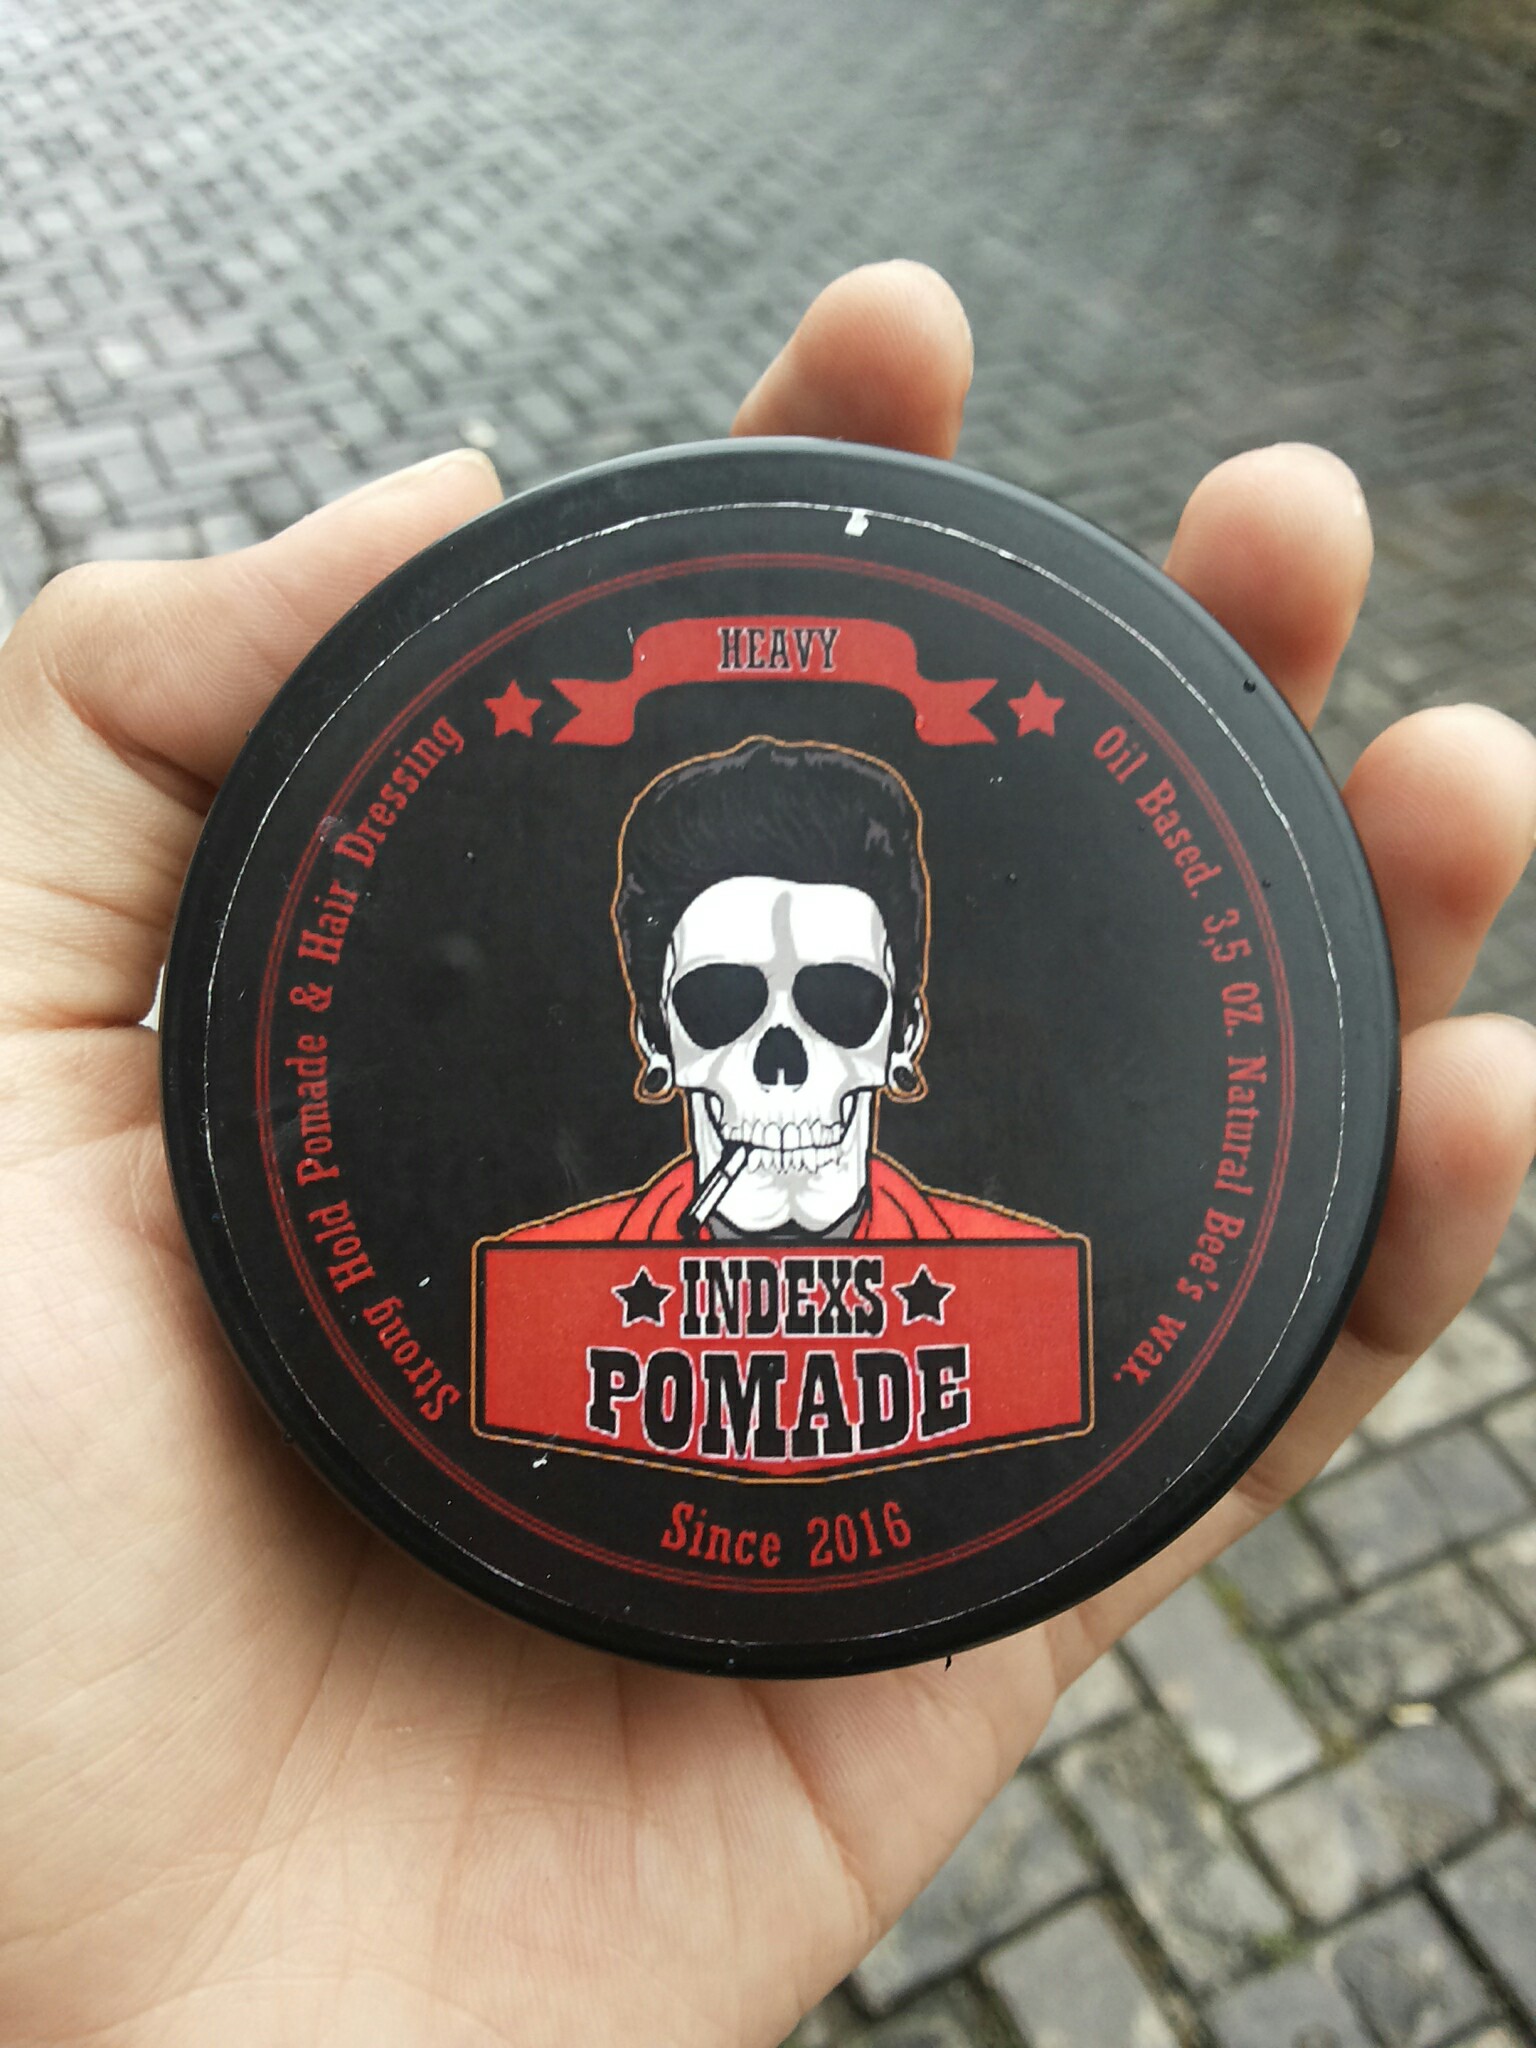 HEAVY
Strong Hold Pomade & Hair Dressing
Oil Based. 3,5 OZ. Natural Bee's wax.
INDEXS
POMADE
Since 2016